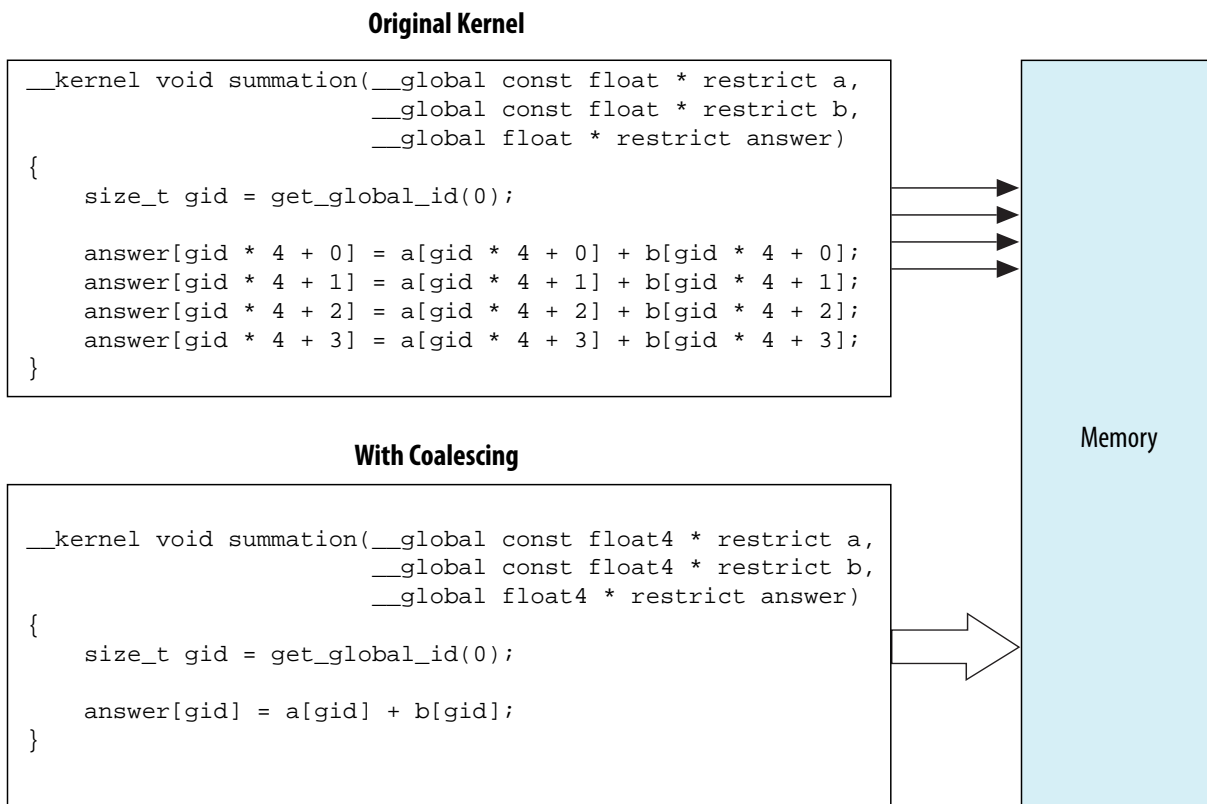 Original Kernel
__kernel void summation(__global const float * restrict a,
                        __global const float * restrict b,
                        __global float * restrict answer)
{
    size_t gid = get_global_id(0);
    answer[gid * 4 + 0] = a[gid * 4 + 0] + b[gid * 4 + 0];
    answer[gid * 4 + 1] = a[gid * 4 + 1] + b[gid * 4 + 1];
    answer[gid * 4 + 2] = a[gid * 4 + 2] + b[gid * 4 + 2];
    answer[gid * 4 + 3] = a[gid * 4 + 3] + b[gid * 4 + 3];
}
With Coalescing
__kernel void summation(__global const float4 * restrict a,
                        __global const float4 * restrict b,
                        __global float4 * restrict answer)
{
    size_t gid = get_global_id(0);
    answer[gid] = a[gid] + b[gid];
}
Memory